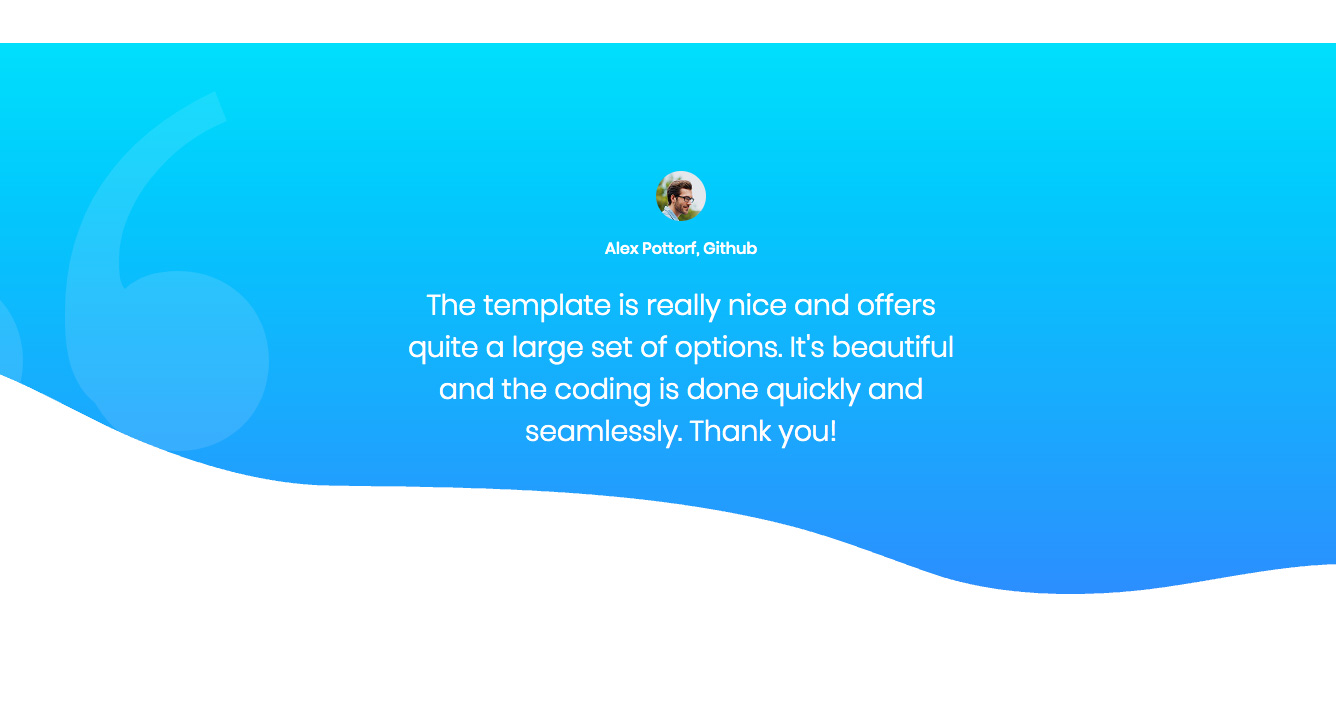 Alex Pottorf, Github
The template is really nice and offers
quite a large set of options. It's beautiful
and the coding is done quickly and
seamlessly. Thank you!